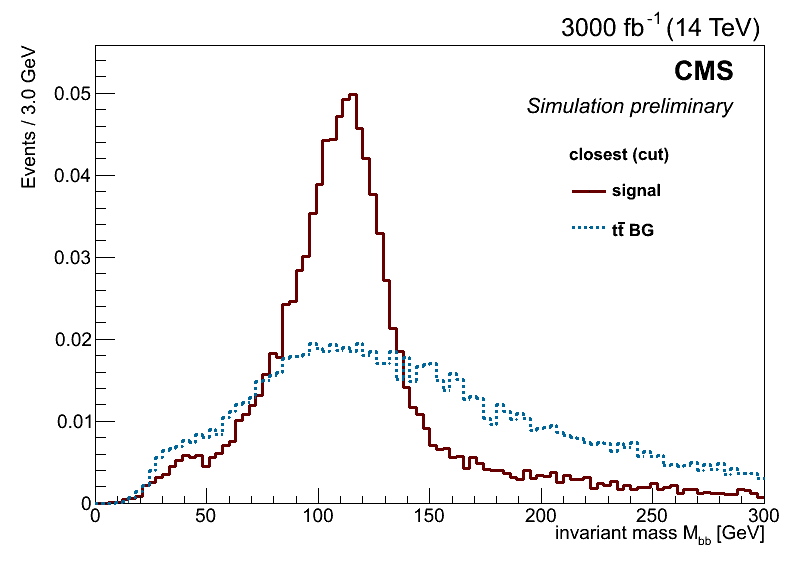 3000 fb⁻¹ (14 TeV)
CMS
Simulation preliminary
closest (cut)
signal
tt̄ BG
Events / 3.0 GeV
0.05
0.04
0.03
0.02
0.01
0
0 50 100 150 200 250 300
invariant mass M_bb [GeV]